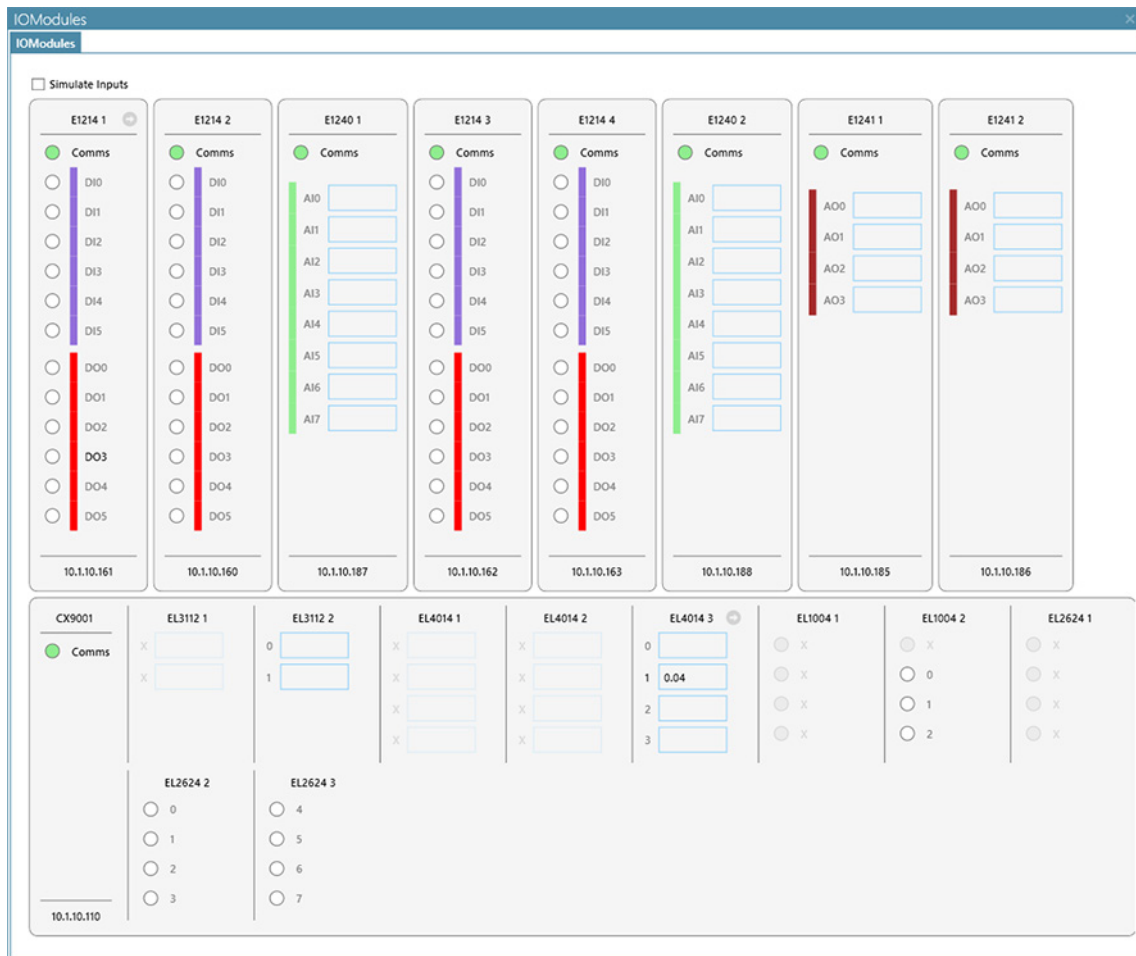 IOModules
IOModules
Simulate Inputs
E1214 1
Comms
DI0
DI1
DI2
DI3
DI4
DI5
DO0
DO1
DO2
DO3
DO4
DO5
10.1.10.161
E1214 2
Comms
DI0
DI1
DI2
DI3
DI4
DI5
DO0
DO1
DO2
DO3
DO4
DO5
10.1.10.160
E1240 1
Comms
AI0
AI1
AI2
AI3
AI4
AI5
AI6
AI7
10.1.10.187
E1214 3
Comms
DI0
DI1
DI2
DI3
DI4
DI5
DO0
DO1
DO2
DO3
DO4
DO5
10.1.10.162
E1214 4
Comms
DI0
DI1
DI2
DI3
DI4
DI5
DO0
DO1
DO2
DO3
DO4
DO5
10.1.10.163
E1240 2
Comms
AI0
AI1
AI2
AI3
AI4
AI5
AI6
AI7
10.1.10.188
E1241 1
Comms
AO0
AO1
AO2
AO3
10.1.10.185
E1241 2
Comms
AO0
AO1
AO2
AO3
10.1.10.186
CX9001
Comms
10.1.10.110
EL3112 1
X
X
EL3112 2
0
1
EL4014 1
X
X
X
X
EL4014 2
X
X
X
X
EL4014 3
0
1 0.04
2
3
EL1004 1
X
X
X
X
EL1004 2
X
0
1
2
EL2624 1
X
X
X
X
EL2624 2
0
1
2
3
EL2624 3
4
5
6
7